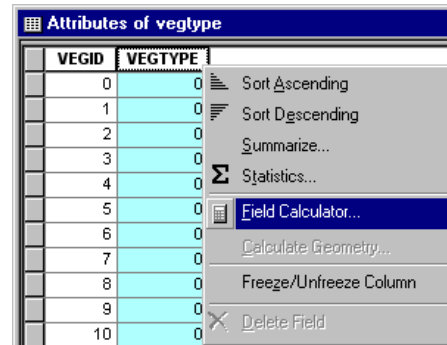 Attributes of vegtype
VEGID VEGTYPE
0 0 Sort Ascending
1 0 Sort Descending
2 0 Summarize...
3 0
4 0 Σ Statistics...
5 0 Field Calculator...
6 0
7 0 Calculate Geometry...
8 0 Freeze/Unfreeze Column
9 0
10 0 Delete Field